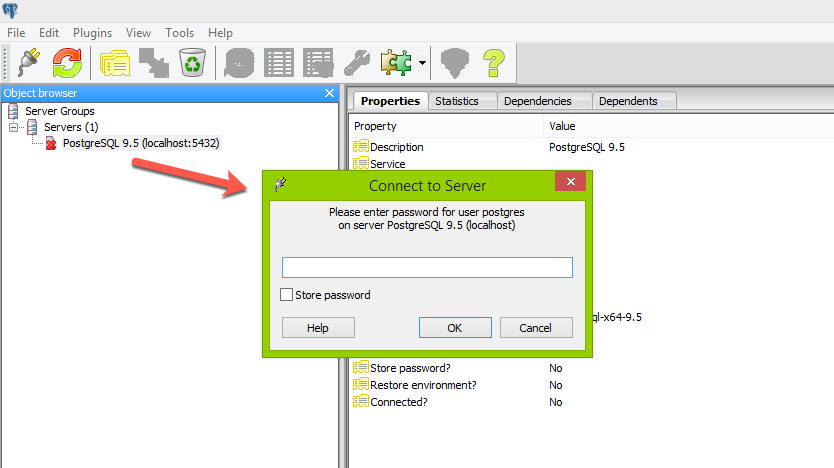 File Edit Plugins View Tools Help
Object browser
Server Groups
Servers (1)
PostgreSQL 9.5 (localhost:5432)
Properties Statistics Dependencies Dependents
Property Value
Description PostgreSQL 9.5
Service
Connect to Server
Please enter password for user postgres
on server PostgreSQL 9.5 (localhost)
Store password
Help OK Cancel
ql-x64-9.5
Store password? No
Restore environment? No
Connected? No